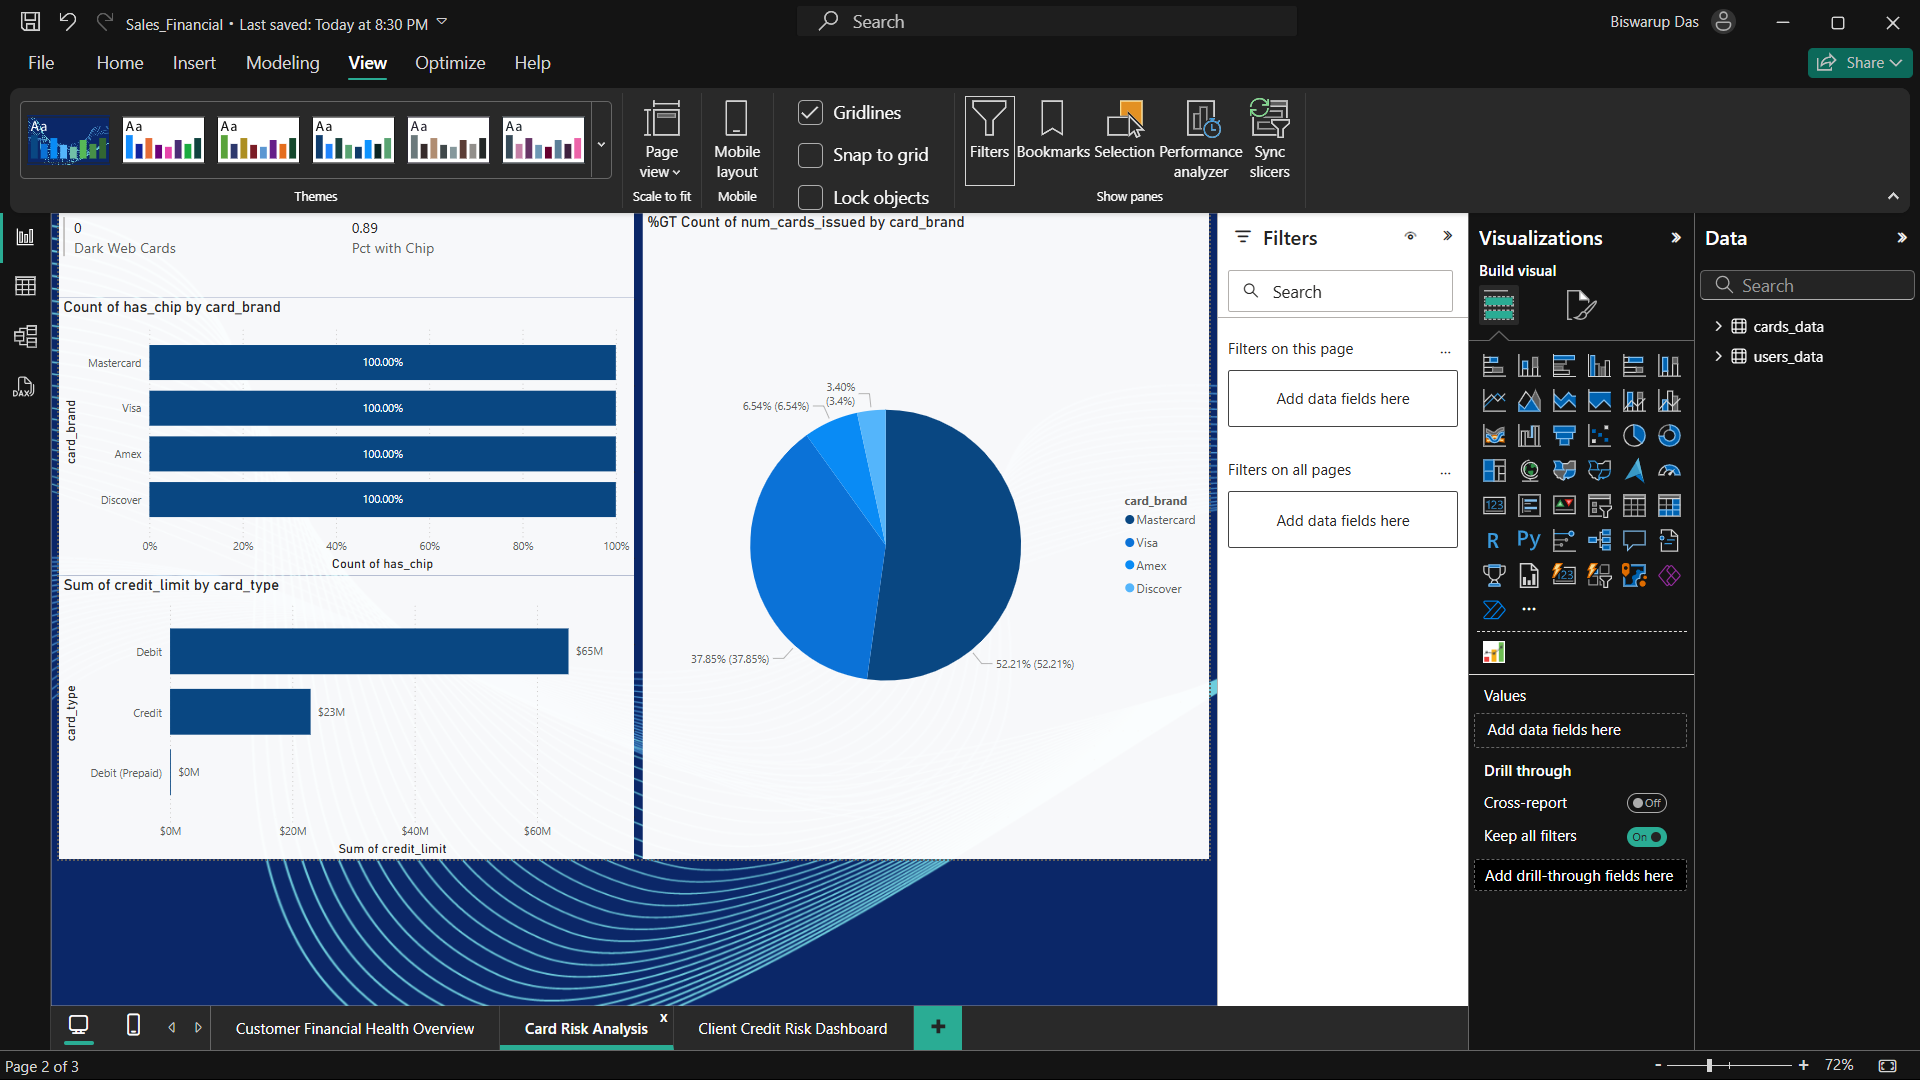 Sales_Financial • Last saved: Today at 8:30 PM
Search
Biswarup Das
File
Home
Insert
Modeling
View
Optimize
Help
Share
Aa
Aa
Aa
Aa
Aa
Aa
Themes
Page view
Scale to fit
Mobile layout
Mobile
Gridlines
Snap to grid
Lock objects
Filters
Bookmarks
Selection
Performance analyzer
Sync slicers
Show panes
0
Dark Web Cards
0.89
Pct with Chip
Count of has_chip by card_brand
card_brand
Mastercard
100.00%
Visa
100.00%
Amex
100.00%
Discover
100.00%
0%
20%
40%
60%
80%
100%
Count of has_chip
Sum of credit_limit by card_type
card_type
Debit
$65M
Credit
$23M
Debit (Prepaid)
$0M
$0M
$20M
$40M
$60M
Sum of credit_limit
%GT Count of num_cards_issued by card_brand
3.40%
(3.4%)
6.54% (6.54%)
37.85% (37.85%)
52.21% (52.21%)
card_brand
Mastercard
Visa
Amex
Discover
Filters
Search
Filters on this page
...
Add data fields here
Filters on all pages
...
Add data fields here
Visualizations
Build visual
123
R
Py
123
...
Values
Add data fields here
Drill through
Cross-report
Off
Keep all filters
On
Add drill-through fields here
Data
Search
cards_data
users_data
DAX
Customer Financial Health Overview
Card Risk Analysis
x
Client Credit Risk Dashboard
+
Page 2 of 3
-
+
72%